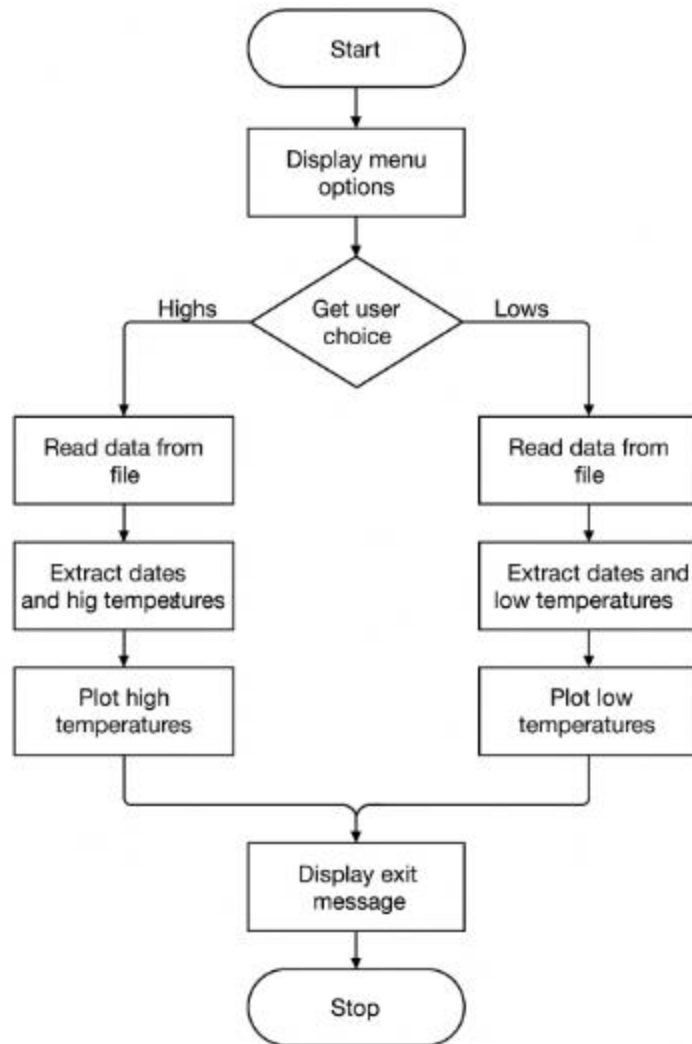 Start
Display menu
options
Highs
Get user
choice
Lows
Read data from
file
Read data from
file
Extract dates
and hig tempeɛtures
Extract dates and
low temperatures
Plot high
temperatures
Plot low
temperatures
Display exit
message
Stop